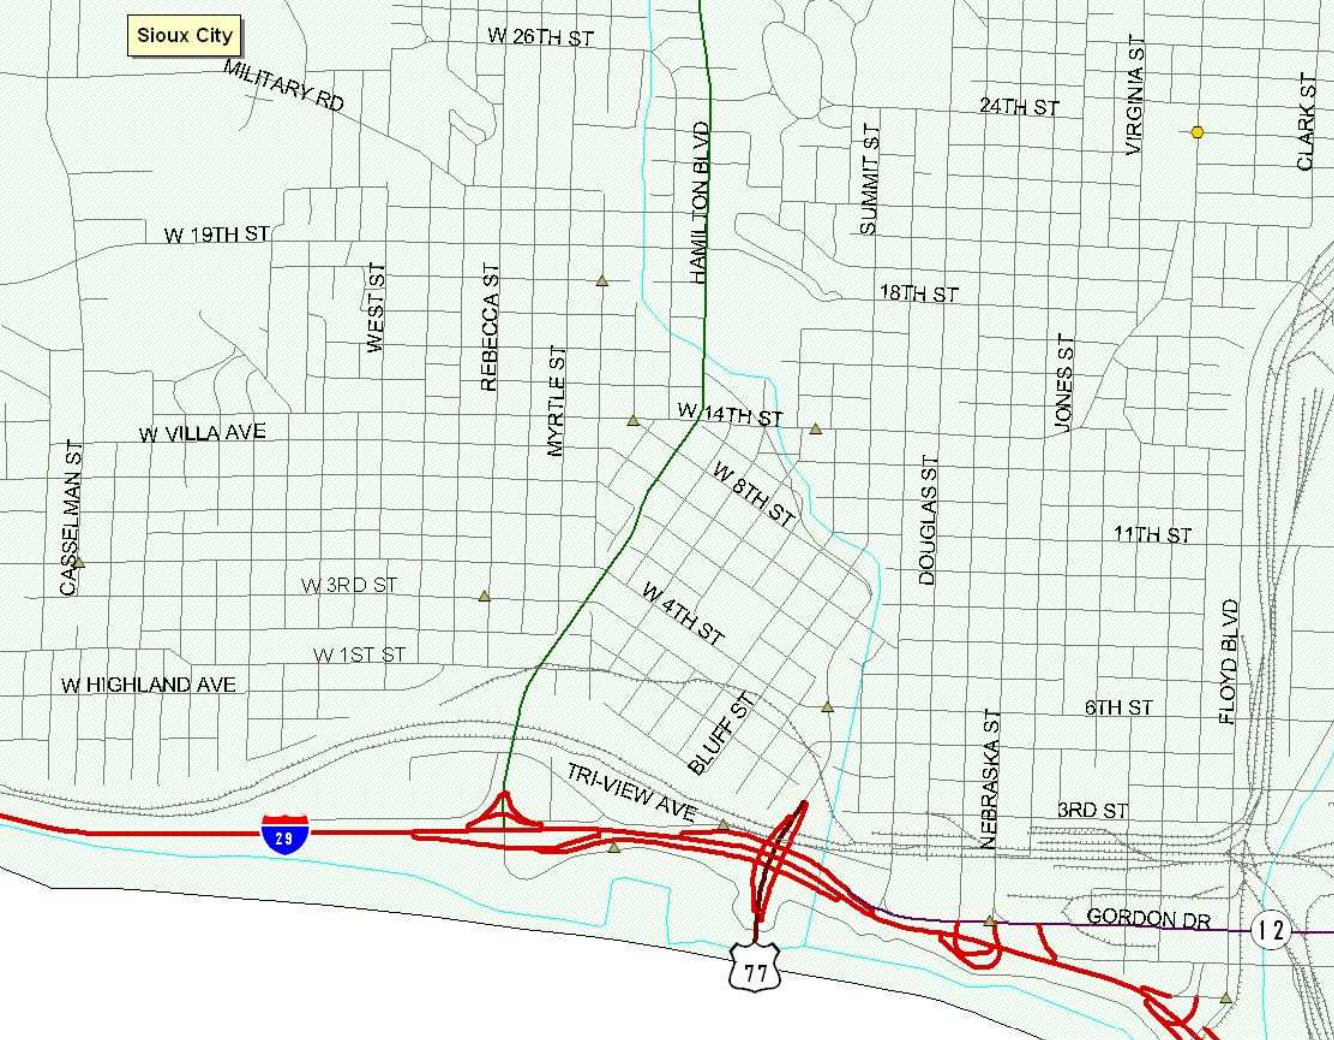 Sioux City
W 26TH ST
MILITARY RD
24TH ST
VIRGINIA ST
CLARK ST
HAMILTON BLVD
SUMMIT ST
W 19TH ST
WEST ST
REBECCA ST
18TH ST
MYRTLE ST
JONES ST
W 14TH ST
W VILLA AVE
CASSELMAN ST
W 8TH ST
DOUGLAS ST
11TH ST
W 3RD ST
W 4TH ST
FLOYD BLVD
W 1ST ST
W HIGHLAND AVE
BLUFF ST
6TH ST
NEBRASKA ST
TRI-VIEW AVE
3RD ST
29
GORDON DR
12
77